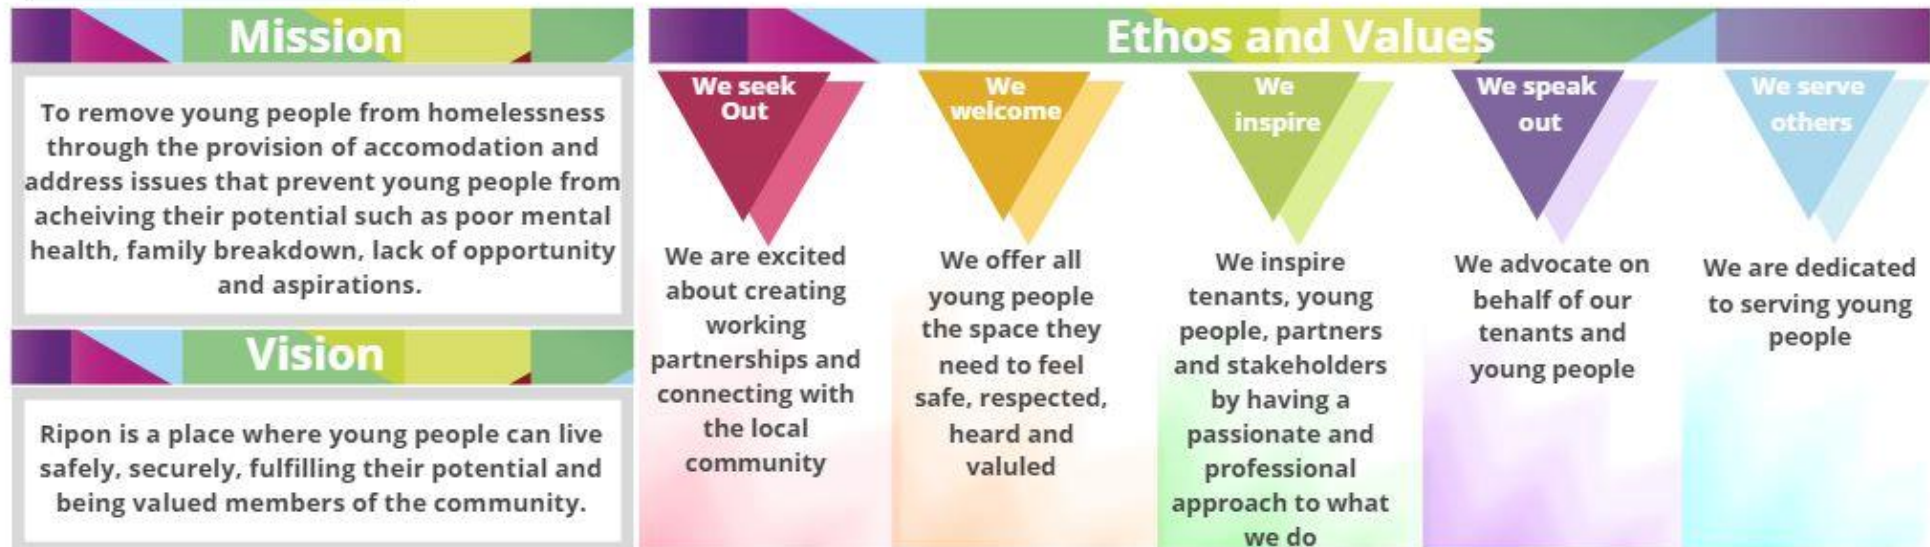 Mission
To remove young people from homelessness
through the provision of accomodation and
address issues that prevent young people from
acheiving their potential such as poor mental
health, family breakdown, lack of opportunity
and aspirations.
Vision
Ripon is a place where young people can live
safely, securely, fulfilling their potential and
being valued members of the community.
Ethos and Values
We seek
Out
We are excited
about creating
working
partnerships and
connecting with
the local
community
We
welcome
We offer all
young people
the space they
need to feel
safe, respected,
heard and
valuled
We
inspire
We inspire
tenants, young
people, partners
and stakeholders
by having a
passionate and
professional
approach to what
we do
We speak
out
We advocate on
behalf of our
tenants and
young people
We serve
others
We are dedicated
to serving young
people